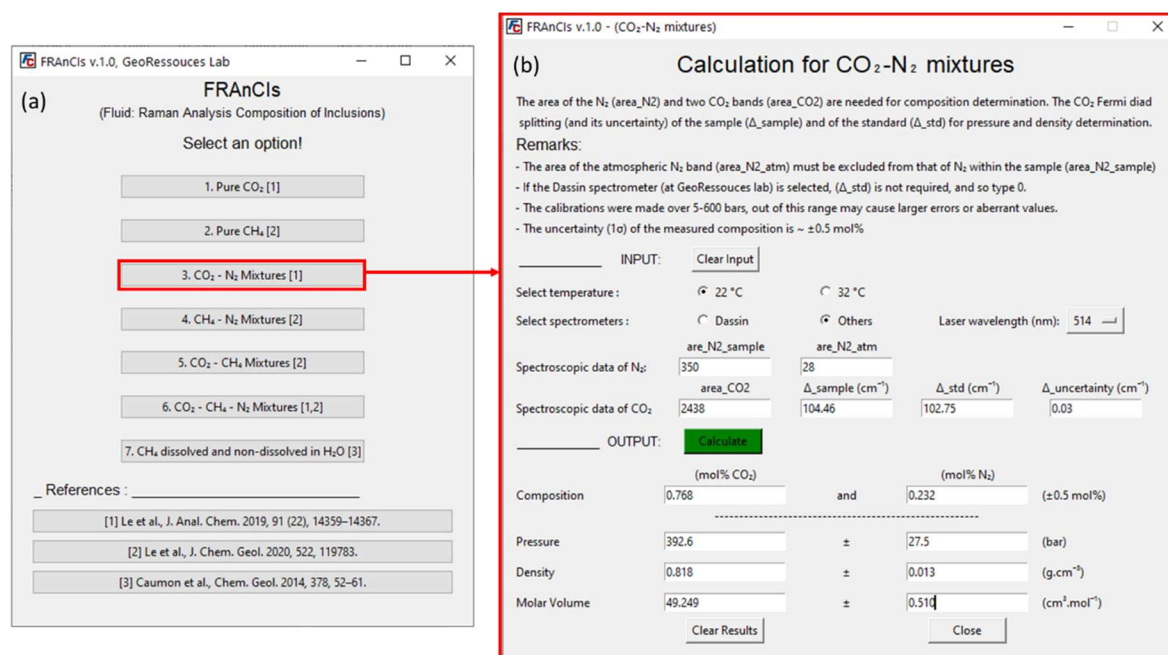 FRAnCIs v.1.0, GeoRessouces Lab
(a)
FRAnCIs
(Fluid: Raman Analysis Composition of Inclusions)
Select an option!
1. Pure CO₂ [1]
2. Pure CH₄ [2]
3. CO₂ - N₂ Mixtures [1]
4. CH₄ - N₂ Mixtures [2]
5. CO₂ - CH₄ Mixtures [2]
6. CO₂ - CH₄ - N₂ Mixtures [1,2]
7. CH₄ dissolved and non-dissolved in H₂O [3]
_ References : ____________________
[1] Le et al., J. Anal. Chem. 2019, 91 (22), 14359–14367.
[2] Le et al., J. Chem. Geol. 2020, 522, 119783.
[3] Caumon et al., Chem. Geol. 2014, 378, 52–61.
FRAnCIs v.1.0 - (CO₂-N₂ mixtures)
(b)
Calculation for CO₂-N₂ mixtures
The area of the N₂ (area_N2) and two CO₂ bands (area_CO2) are needed for composition determination. The CO₂ Fermi diad
splitting (and its uncertainty) of the sample (Δ_sample) and of the standard (Δ_std) for pressure and density determination.
Remarks:
- The area of the atmospheric N₂ band (area_N2_atm) must be excluded from that of N₂ within the sample (area_N2_sample)
- If the Dassin spectrometer (at GeoRessouces lab) is selected, (Δ_std) is not required, and so type 0.
- The calibrations were made over 5-600 bars, out of this range may cause larger errors or aberrant values.
- The uncertainty (1σ) of the measured composition is ~ ±0.5 mol%
__________ INPUT: Clear Input
Select temperature : 22 °C 32 °C
Select spectrometers : Dassin Others Laser wavelength (nm): 514
are_N2_sample are_N2_atm
Spectroscopic data of N₂: 350 28
area_CO2 Δ_sample (cm⁻¹) Δ_std (cm⁻¹) Δ_uncertainty (cm⁻¹)
Spectroscopic data of CO₂ 2438 104.46 102.75 0.03
__________ OUTPUT: Calculate
(mol% CO₂) (mol% N₂)
Composition 0.768 and 0.232 (±0.5 mol%)
------------------------------------------------
Pressure 392.6 ± 27.5 (bar)
Density 0.818 ± 0.013 (g.cm⁻³)
Molar Volume 49.249 ± 0.510 (cm³.mol⁻¹)
Clear Results Close